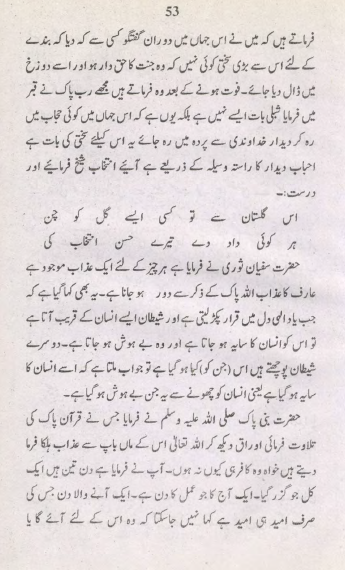 53
فرماتے ہیں کہ میں نے اس جہاں میں دوران گفتگو کسی سے کہ دیا کہ بندے
کے لئے اس سے بڑی سختی کوئی نہیں کہ وہ جنت کا حق دار ہو اور اسے دوزخ
میں ڈال دیا جائے۔ فوت ہونے کے بعد وہ فرماتے ہیں مجھے رب پاک نے قبر
میں فرمایا شبلی بات ایسے نہیں ہے بلکہ یوں ہے کہ اس جہاں میں کوئی حجاب میں
رہ کر دیدار خداوندی سے پردہ میں رہ جائے یہ اس کیلئے سختی کی بات ہے
احباب دیدار کا راستہ وسیلہ کے ذریعے ہے آیئے انتخاب شیخ فرمائیے اور
درست:۔
اس گلستان سے تو کسی ایسے گل کو چن
ہر کوئی داد دے تیرے حسن انتخاب کی
حضرت سفیان ثوری نے فرمایا ہے ہر چیز کے لئے ایک عذاب موجود ہے
عارف کا عذاب اللہ پاک کے ذکر سے دور ہو جانا ہے۔ یہ بھی کہا گیا ہے کہ
جب یاد الہی دل میں قرار پکڑ لیتی ہے اور شیطان ایسے انسان کے قریب آتا ہے
تو اس کو انسان کا سایہ ہو جاتا ہے اور وہ بے ہوش ہو جاتا ہے۔ دوسرے
شیطان پوچھتے ہیں اس (جن کو) کیا ہو گیا ہے تو جواب ملتا ہے کہ اسے انسان کا
سایہ ہو گیا ہے یعنی انسان کو چھونے سے یہ جن بے ہوش ہو گیا ہے۔
حضرت بنی پاک صلی اللہ علیہ وسلم نے فرمایا جس نے قرآن پاک کی
تلاوت فرمائی اوراق دیکھ کر اللہ تعالیٰ اس کے ماں باپ سے عذاب ہلکا فرما
دیتے ہیں خواہ وہ کافر ہی کیوں نہ ہوں۔ آپ نے فرمایا ہے دن تین ہیں ایک
کل جو گزر گیا۔ ایک آج کا جو عمل کا دن ہے۔ ایک آنے والا دن جس کی
صرف امید ہی امید ہے کہا نہیں جاسکتا کہ وہ اس کے لئے آئے گا یا